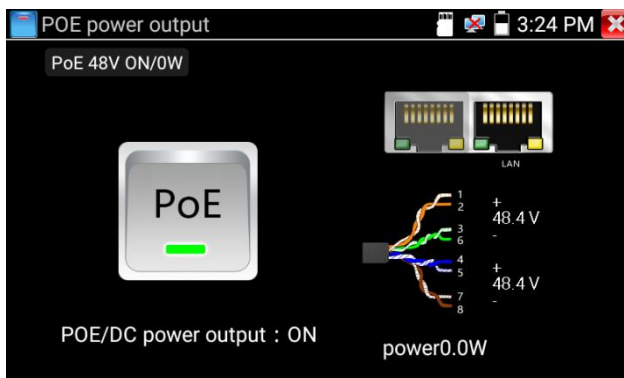 POE power output
3:24 PM
PoE 48V ON/0W
PoE
POE/DC power output：ON
LAN
1
2
3
6
4
5
7
8
+
48.4 V
-
+
48.4 V
-
power0.0W